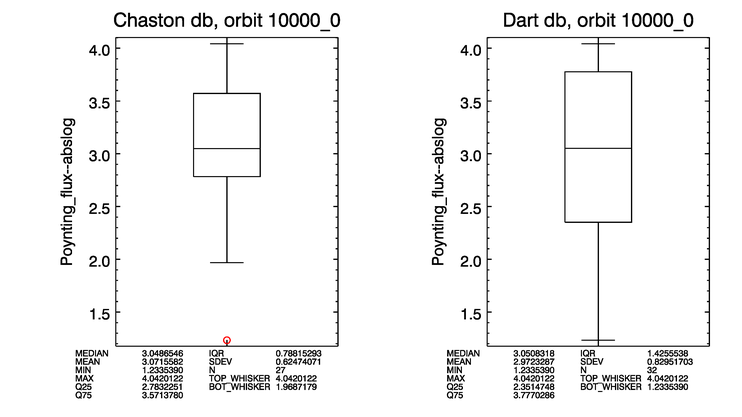 Chaston db, orbit 10000_0
Poynting_flux--abslog
4.0
3.5
3.0
2.5
2.0
1.5
MEDIAN 3.0486546 IQR 0.78815293
MEAN 3.0715582 SDEV 0.62474071
MIN 1.2335390 N 27
MAX 4.0420122 TOP_WHISKER 4.0420122
Q25 2.7832251 BOT_WHISKER 1.9687179
Q75 3.5713780
Dart db, orbit 10000_0
Poynting_flux--abslog
4.0
3.5
3.0
2.5
2.0
1.5
MEDIAN 3.0508318 IQR 1.4255538
MEAN 2.9723287 SDEV 0.82951703
MIN 1.2335390 N 32
MAX 4.0420122 TOP_WHISKER 4.0420122
Q25 2.3514748 BOT_WHISKER 1.2335390
Q75 3.7770286